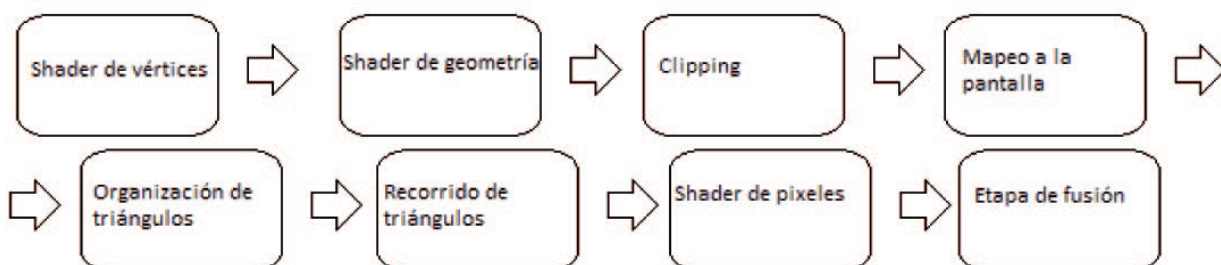 Shader de vértices
Shader de geometría
Clipping
Mapeo a la
pantalla
Organización de
triángulos
Recorrido de
triángulos
Shader de pixeles
Etapa de fusión